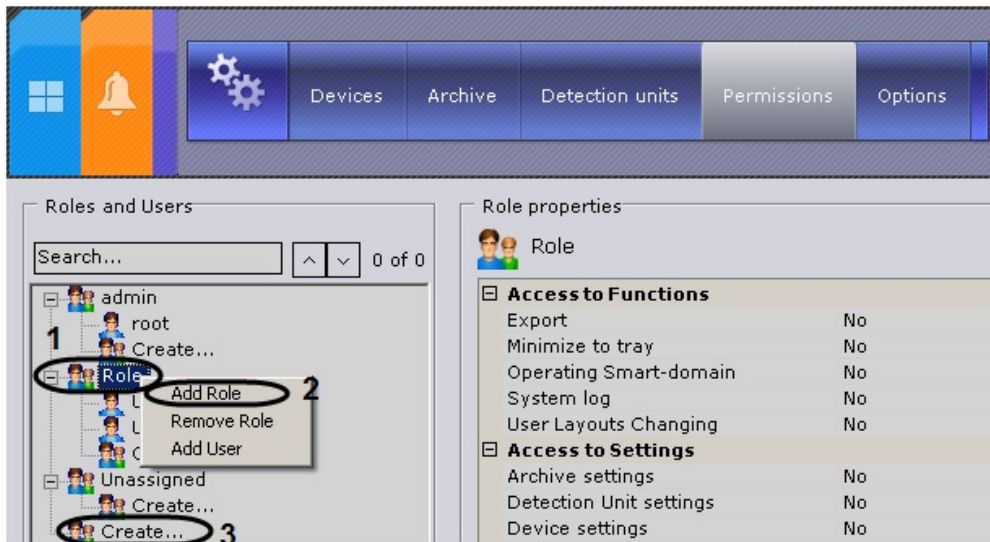 Devices
Archive
Detection units
Permissions
Options
Roles and Users
Search...
0 of 0
admin
root
1
Create...
Role
Add Role
2
Remove Role
Add User
Unassigned
Create...
Create...
3
Role properties
Role
Access to Functions
Export No
Minimize to tray No
Operating Smart-domain No
System log No
User Layouts Changing No
Access to Settings
Archive settings No
Detection Unit settings No
Device settings No